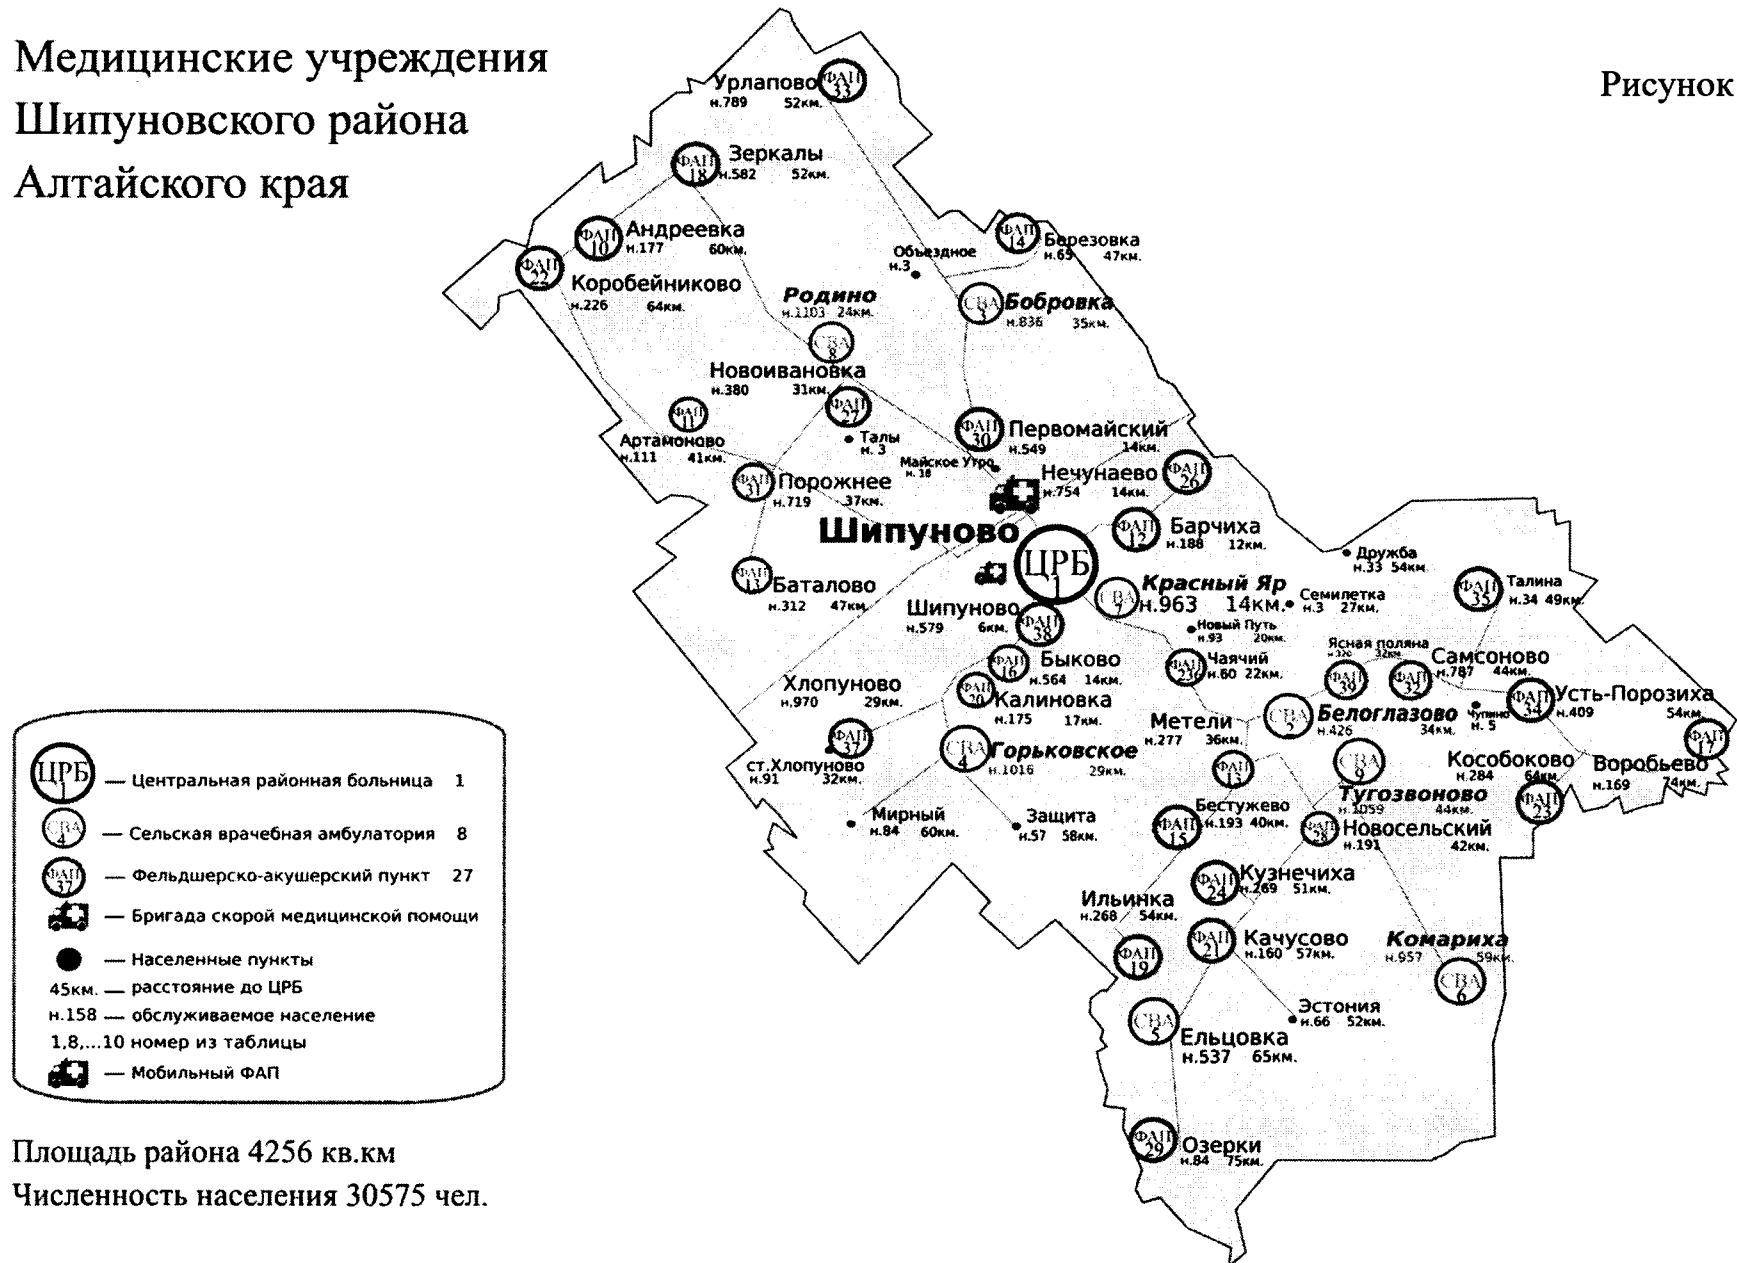 Медицинские учреждения
Шипуновского района
Алтайского края
Рисунок
Урлапово
ФАП 33
н.789 52км.
ФАП 18
Зеркалы
н.582 52км.
ФАП 10
Андреевка
н.177 60км.
ФАП 22
Коробейниково
н.226 64км.
ФАП 14
Березовка
н.65 47км.
Объездное
н.3
Родино
н.1103 24км.
СВА 8
СВА 3
Бобровка
н.836 35км.
Новоивановка
н.380 31км.
ФАП 27
ФАП 11
Артамоново
н.111 41км.
Талы
н. 3
ФАП 30
Первомайский
н.549 14км.
Майское Утро
н. 18
ФАП 31
Порожнее
н.719 37км.
Нечунаево
н.754 14км.
ФАП 26
Шипуново
ЦРБ 1
ФАП 12
Барчиха
н.188 12км.
Дружба
н.33 54км.
ФАП 13
Баталово
н.312 47км.
СВА 7
Красный Яр
н.963 14км.
Семилетка
н.3 27км.
ФАП 35
Талина
н.34 49км.
Шипуново
н.579 6км.
ФАП 38
Новый Путь
н.93 20км.
ФАП 16
Быково
н.564 14км.
ФАП 236
Чаячий
н.60 22км.
Ясная поляна
н.320 32км.
ФАП 39
ФАП 32
Самсоново
н.787 44км.
Хлопуново
н.970 29км.
ФАП 20
Калиновка
н.175 17км.
ФАП 34
Усть-Порозиха
н.409 54км.
Метели
н.277 36км.
СВА 2
Белоглазово
н.426 34км.
Чупино
н. 5
ФАП 37
ст.Хлопуново
н.91 32км.
СВА 4
Горьковское
н.1016 29км.
ФАП 13
СВА 9
Тугозвоново
н.1059 44км.
Кособоково
н.284 64км.
ФАП 23
Воробьево
н.169 74км.
ФАП 17
Мирный
н.84 60км.
Защита
н.57 58км.
Бестужево
н.193 40км.
ФАП 15
ФАП 28
Новосельский
н.191 42км.
ФАП 24
Кузнечиха
н.269 51км.
Ильинка
н.268 54км.
ФАП 19
ФАП 21
Качусово
н.160 57км.
Комариха
н.957 59км.
СВА 6
СВА 5
Ельцовка
н.537 65км.
Эстония
н.66 52км.
ФАП 29
Озерки
н.84 75км.
ЦРБ 1 — Центральная районная больница 1
СВА 4 — Сельская врачебная амбулатория 8
ФАП 37 — Фельдшерско-акушерский пункт 27
— Бригада скорой медицинской помощи
— Населенные пункты
45км. — расстояние до ЦРБ
н.158 — обслуживаемое население
1,8,...10 номер из таблицы
— Мобильный ФАП
Площадь района 4256 кв.км
Численность населения 30575 чел.